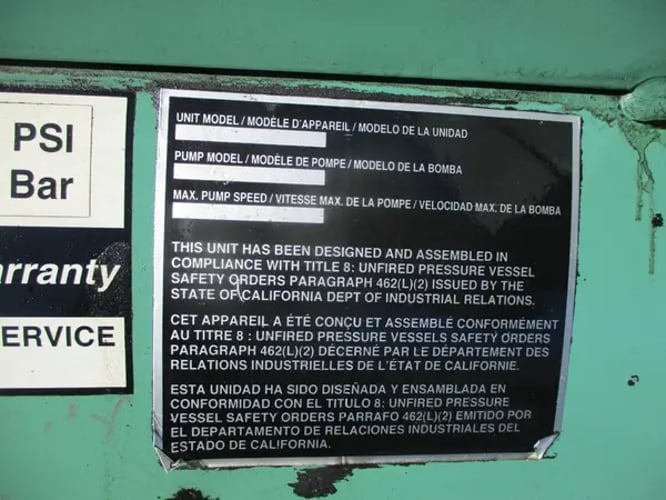 PSI
Bar
arranty
ERVICE
UNIT MODEL / MODÈLE D'APPAREIL / MODELO DE LA UNIDAD
PUMP MODEL / MODÈLE DE POMPE / MODELO DE LA BOMBA
MAX. PUMP SPEED / VITESSE MAX. DE LA POMPE / VELOCIDAD MAX. DE LA BOMBA
THIS UNIT HAS BEEN DESIGNED AND ASSEMBLED IN
COMPLIANCE WITH TITLE 8: UNFIRED PRESSURE VESSEL
SAFETY ORDERS PARAGRAPH 462(L)(2) ISSUED BY THE
STATE OF CALIFORNIA DEPT OF INDUSTRIAL RELATIONS.
CET APPAREIL A ÉTÉ CONÇU ET ASSEMBLÉ CONFORMÉMENT
AU TITRE 8 : UNFIRED PRESSURE VESSELS SAFETY ORDERS
PARAGRAPH 462(L)(2) DÉCERNÉ PAR LE DÉPARTEMENT DES
RELATIONS INDUSTRIELLES DE L'ÉTAT DE CALIFORNIE.
ESTA UNIDAD HA SIDO DISEÑADA Y ENSAMBLADA EN
CONFORMIDAD CON EL TITULO 8: UNFIRED PRESSURE
VESSEL SAFETY ORDERS PARRAFO 462(L)(2) EMITIDO POR
EL DEPARTAMENTO DE RELACIONES INDUSTRIALES DEL
ESTADO DE CALIFORNIA.